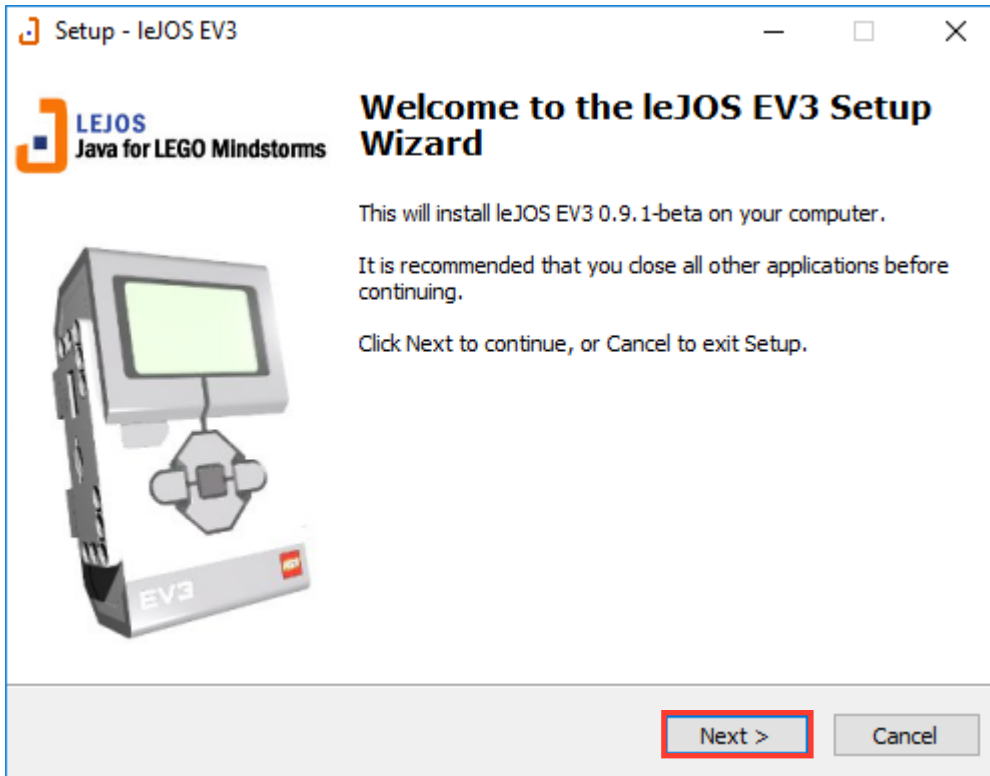 Setup - leJOS EV3
LEJOS
Java for LEGO Mindstorms
Welcome to the leJOS EV3 Setup
Wizard
This will install leJOS EV3 0.9.1-beta on your computer.
It is recommended that you close all other applications before
continuing.
Click Next to continue, or Cancel to exit Setup.
EV3
LEGO
Next >
Cancel